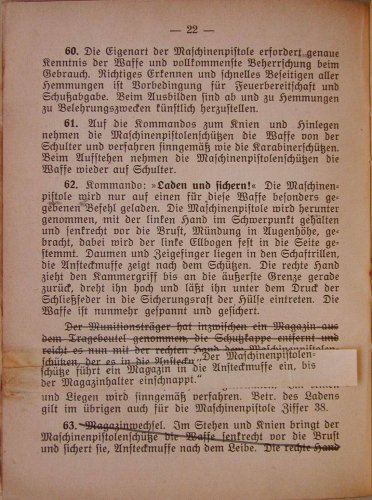 — 22 —
60. Die Eigenart der Maschinenpistole erfordert genaue
Kenntnis der Waffe und vollkommenste Beherrschung beim
Gebrauch. Richtiges Erkennen und schnelles Beseitigen aller
Hemmungen ist Vorbedingung für Feuerbereitschaft und
Schußabgabe. Beim Ausbilden sind ab und zu Hemmungen
zu Belehrungszwecken künstlich herzustellen.
61. Auf die Kommandos zum Knien und Hinlegen
nehmen die Maschinenpistolenschützen die Waffe von der
Schulter und verfahren sinngemäß wie die Karabinerschützen.
Beim Aufstehen nehmen die Maschinenpistolenschützen die
Waffe wieder auf Schulter.
62. Kommando: »Laden und sichern!« Die Maschinen-
pistole wird nur auf einen für diese Waffe besonders ge-
gebenen Befehl geladen. Die Maschinenpistole wird herunter
genommen, mit der linken Hand im Schwerpunkt gehalten
und senkrecht vor die Brust, Mündung in Augenhöhe, ge-
bracht, dabei wird der linke Ellbogen fest in die Seite ge-
stemmt. Daumen und Zeigefinger liegen in den Schaftrillen,
die Ansteckmuffe zeigt nach dem Schützen. Die rechte Hand
zieht den Kammergriff bis an die äußerste Grenze gerade
zurück, dreht ihn hoch und läßt ihn unter dem Druck der
Schließfeder in die Sicherungsrast der Hülse eintreten. Die
Waffe ist nunmehr gespannt und gesichert.
Der Munitionsträger hat inzwischen ein Magazin aus
dem Tragebeutel genommen, die Schutzkappe entfernt und
reicht es nun mit der rechten Hand dem Maschinenpistolen-
schützen, der es in die Ansteckm
"Der Maschinenpistolen-
schütze führt ein Magazin in die Ansteckmuffe ein, bis
der Magazinhalter einschnappt."
und Liegen wird sinngemäß verfahren. Betr. des Ladens
gilt im übrigen auch für die Maschinenpistole Ziffer 38.
63. Magazinwechsel. Im Stehen und Knien bringt der
Maschinenpistolenschütze die Waffe senkrecht vor die Brust
und sichert sie, Ansteckmuffe nach dem Leibe. Die rechte Hand